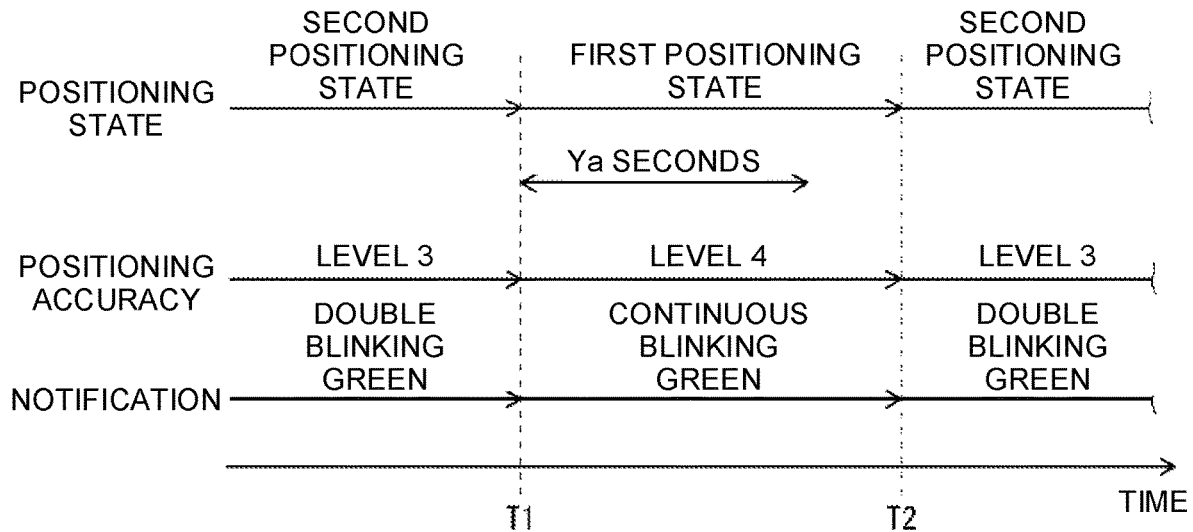 SECOND
POSITIONING
STATE
FIRST POSITIONING
STATE
SECOND
POSITIONING
STATE
POSITIONING
STATE
Ya SECONDS
POSITIONING
ACCURACY
LEVEL 3
LEVEL 4
LEVEL 3
DOUBLE
BLINKING
GREEN
CONTINUOUS
BLINKING
GREEN
DOUBLE
BLINKING
GREEN
NOTIFICATION
TIME
T1
T2